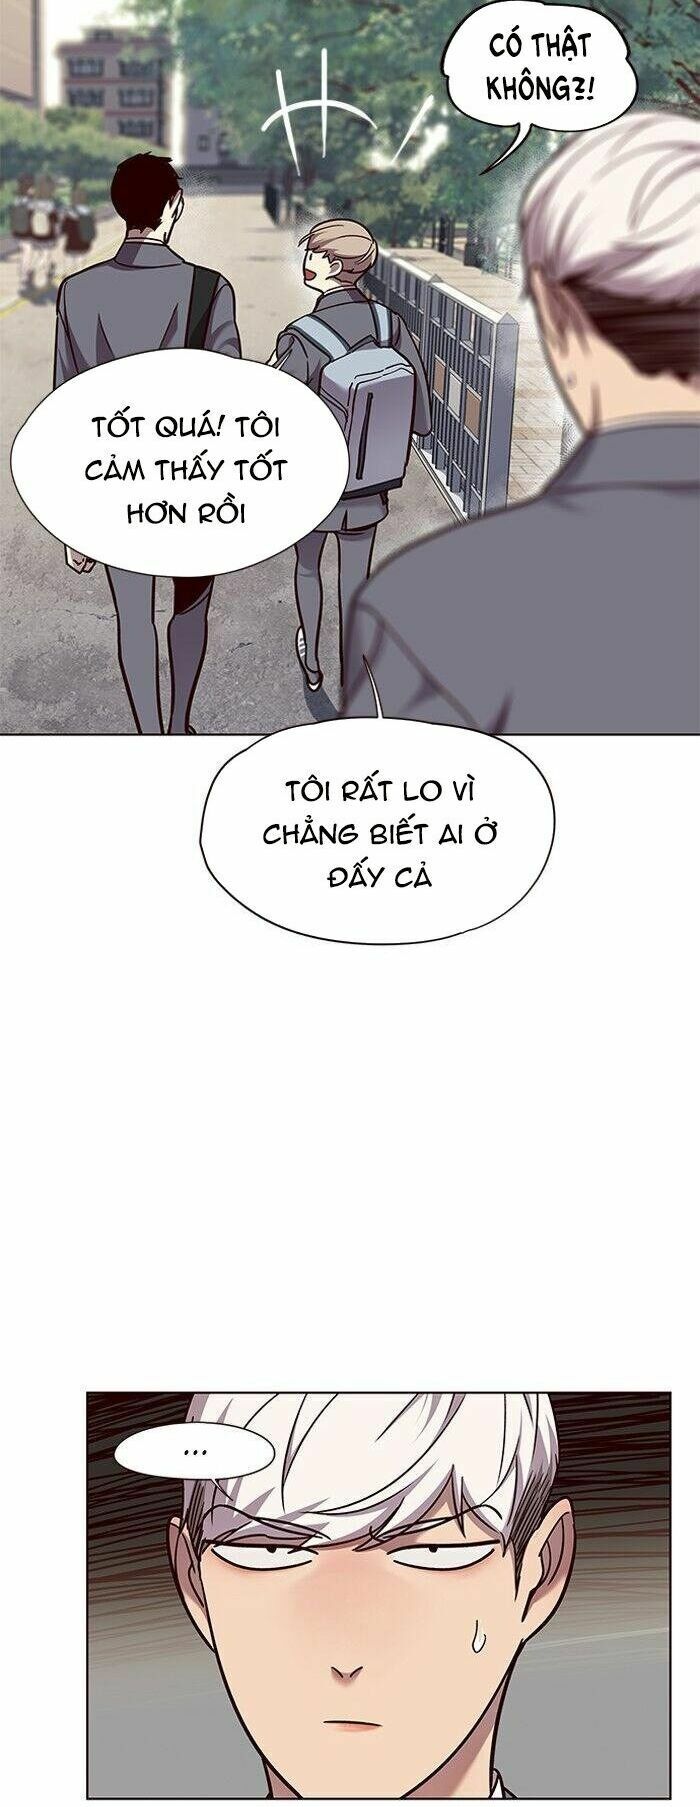 CÓ THẬT
KHÔNG?!
TỐT QUÁ! TÔI
CẢM THẤY TỐT
HƠN RỒI
TÔI RẤT LO VÌ
CHẲNG BIẾT AI Ở
ĐẤY CẢ
...